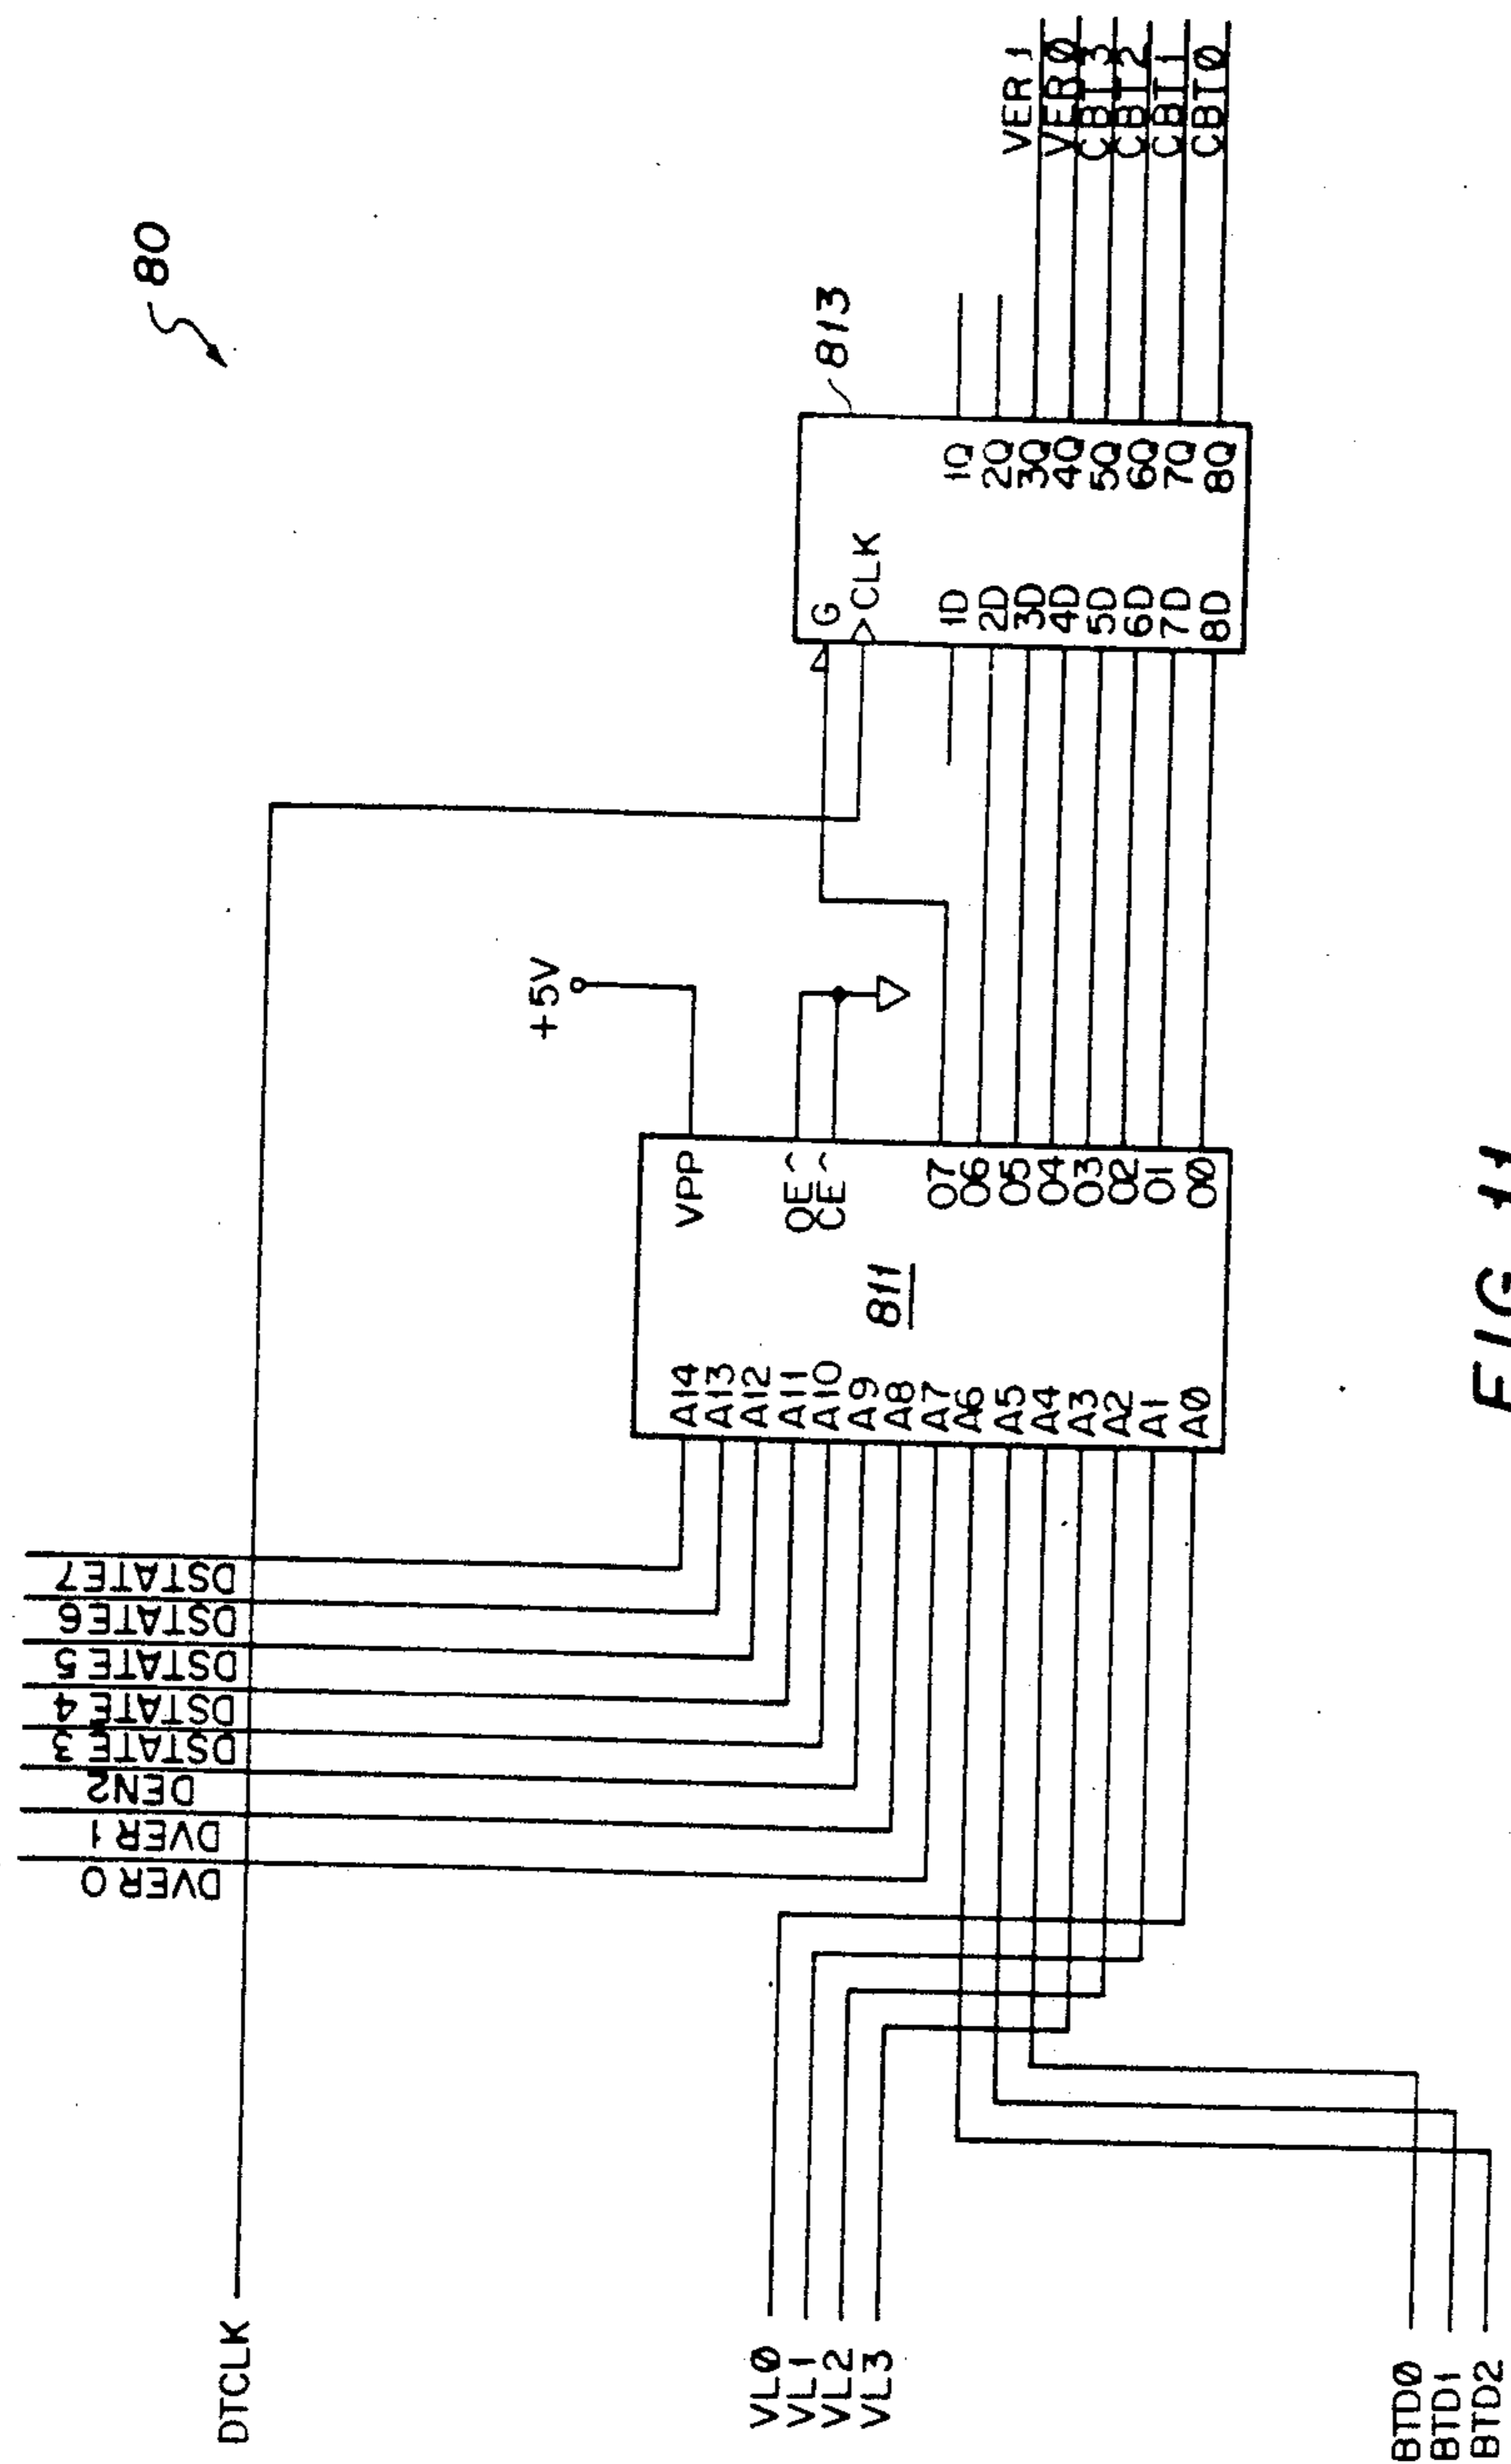 80
DTCLK
DSTATE7
DSTATE6
DSTATE5
DSTATE4
DSTATE3
DEN2
DVER1
DVER0
+5V
VL0
VL1
VL2
VL3
BTD0
BTD1
BTD2
A14
A13
A12
A11
A10
A9
A8
A7
A6
A5
A4
A3
A2
A1
A0
811
VPP
OE^
CE^
O7
O6
O5
O4
O3
O2
O1
O0
813
G
CLK
1D
2D
3D
4D
5D
6D
7D
8D
1Q
2Q
3Q
4Q
5Q
6Q
7Q
8Q
VER1
VER0
CBT3
CBT2
CBT1
CBT0
FIG. 11